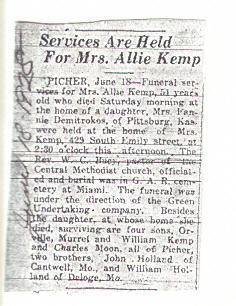 Services Are Held
For Mrs. Allie Kemp
PICHER, June 18—Funeral ser-
vices for Mrs. Allie Kemp, 51 years
old who died Saturday morning at
the home of a daughter, Mrs. Fan-
nie Demitrokos, of Pittsburg, Kas.
were held at the home of Mrs.
Kemp, 429 South Emily street, at
2:30 o'clock this afternoon. The
Rev. W. C. Huey, pastor of the
Central Methodist church, officiat-
ed and burial was in G. A. R. cem-
etery at Miami. The funeral was
under the direction of the Green
Undertaking company. Besides
the daughter, at whose home she
died, surviving are four sons, Or-
ville, Murrel and William Kemp
and Charles Moon, all of Picher,
two brothers, John Holland of
Cantwell, Mo., and William Hol-
land of Deloge, Mo.